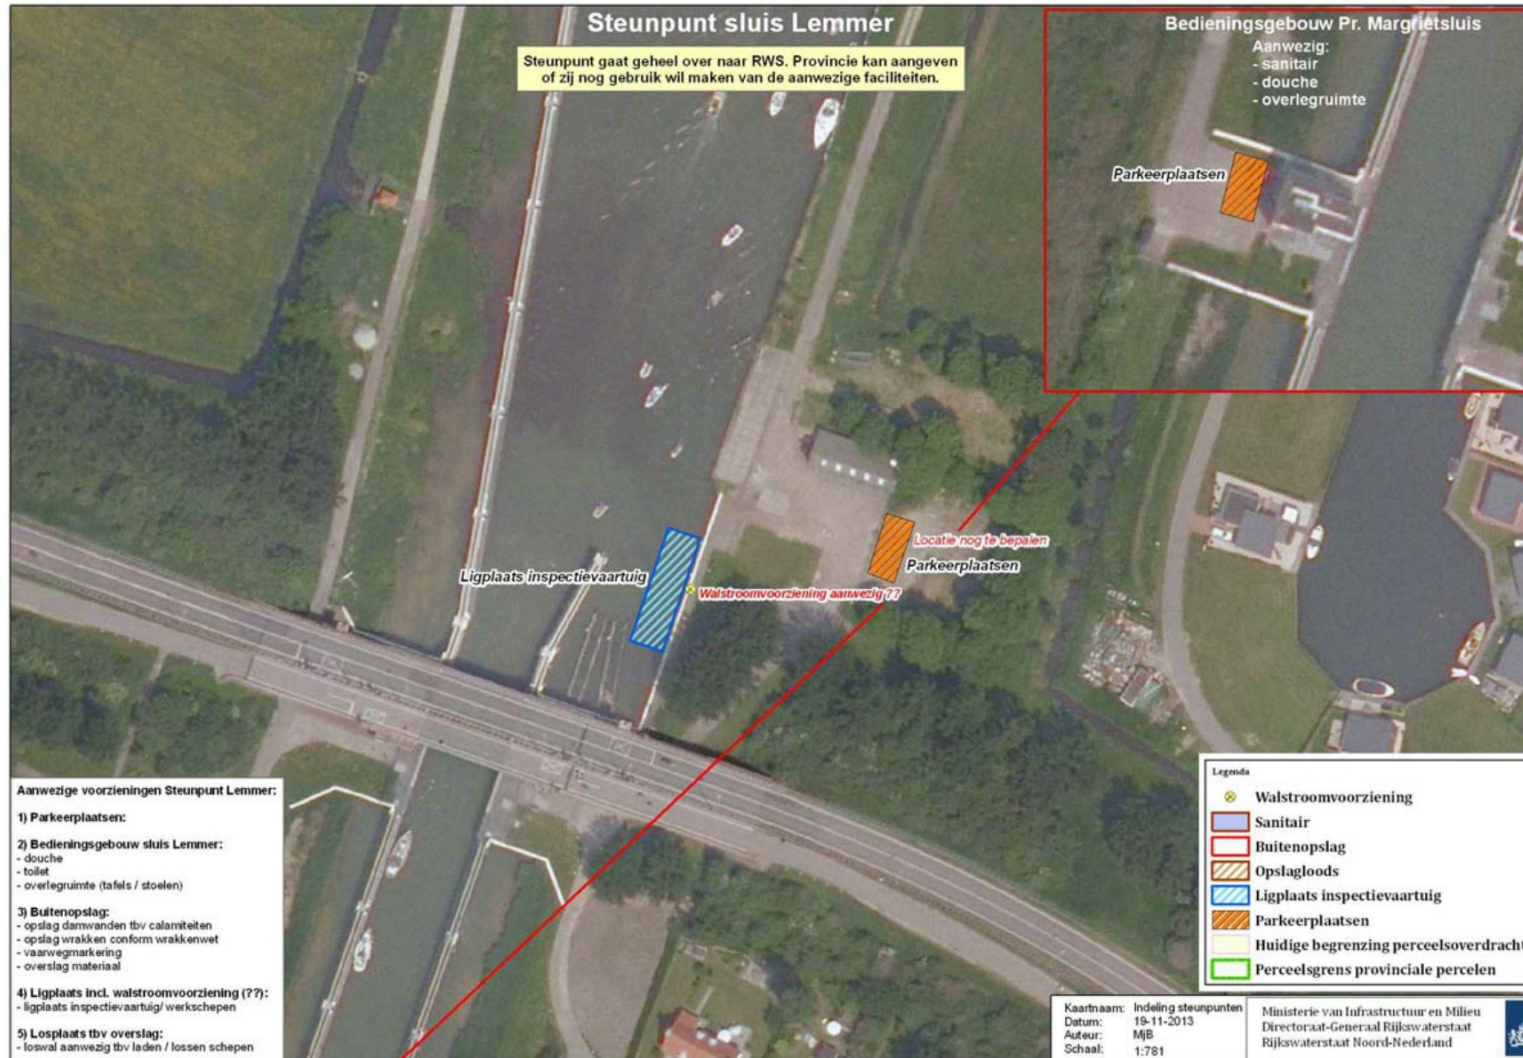 Steunpunt sluis Lemmer
Steunpunt gaat geheel over naar RWS. Provincie kan aangeven
of zij nog gebruik wil maken van de aanwezige faciliteiten.
Bedieningsgebouw Pr. Margrietsluis
Aanwezig:
- sanitair
- douche
- overlegruimte
Parkeerplaatsen
Ligplaats inspectievaartuig
Walstroomvoorziening aanwezig ??
Locatie nog te bepalen
Parkeerplaatsen
Aanwezige voorzieningen Steunpunt Lemmer:
1) Parkeerplaatsen:
2) Bedieningsgebouw sluis Lemmer:
- douche
- toilet
- overlegruimte (tafels / stoelen)
3) Buitenopslag:
- opslag damwanden tbv calamiteiten
- opslag wrakken conform wrakkenwet
- vaarwegmarkering
- overslag materiaal
4) Ligplaats incl. walstroomvoorziening (??):
- ligplaats inspectievaartuig/ werkschepen
5) Losplaats tbv overslag:
- loswal aanwezig tbv laden / lossen schepen
Legenda
Walstroomvoorziening
Sanitair
Buitenopslag
Opslagloods
Ligplaats inspectievaartuig
Parkeerplaatsen
Huidige begrenzing perceelsoverdracht
Perceelsgrens provinciale percelen
Kaartnaam: Indeling steunpunten
Datum: 19-11-2013
Auteur: MjB
Schaal: 1:781
Ministerie van Infrastructuur en Milieu
Directoraat-Generaal Rijkswaterstaat
Rijkswaterstaat Noord-Nederland